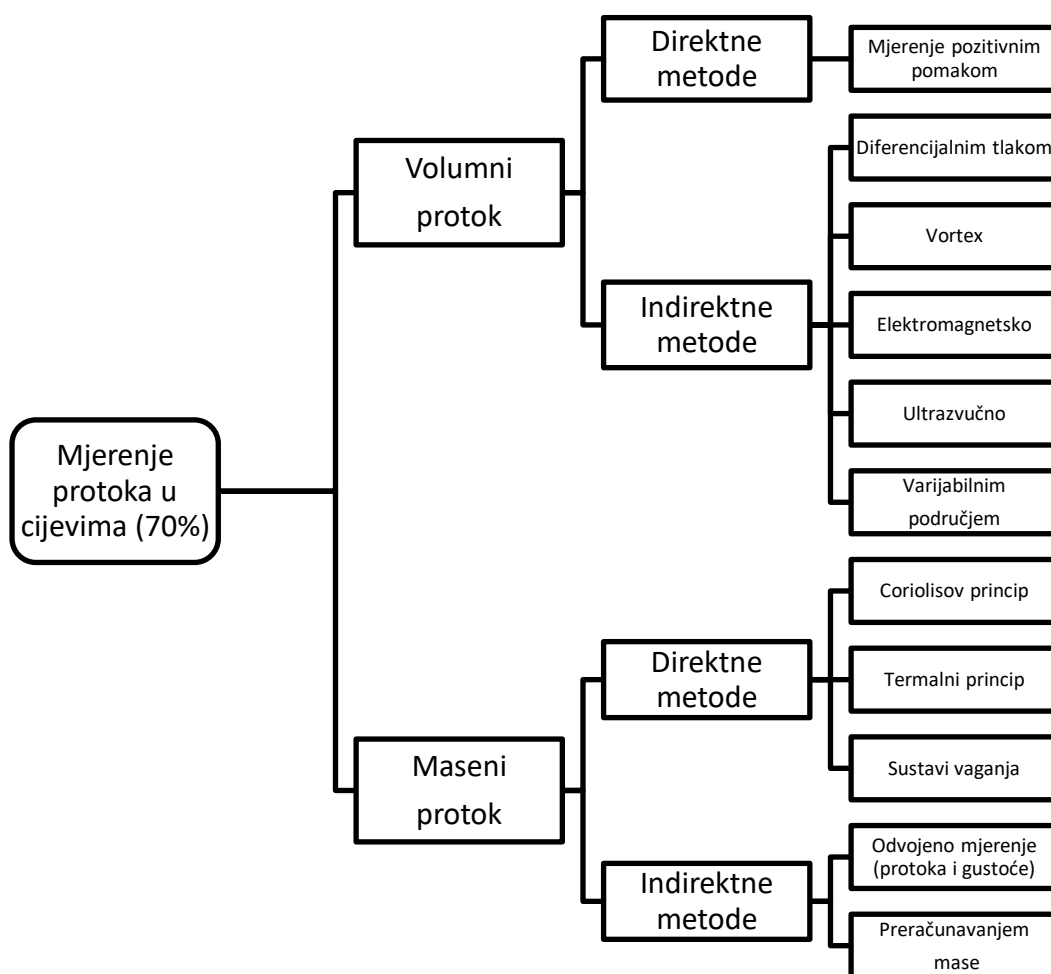 Mjerenje
protoka u
cijevima (70%)
Volumni
protok
Direktne
metode
Mjerenje pozitivnim
pomakom
Indirektne
metode
Diferencijalnim tlakom
Vortex
Elektromagnetsko
Ultrazvučno
Varijabilnim
područjem
Maseni
protok
Direktne
metode
Coriolisov princip
Termalni princip
Sustavi vaganja
Indirektne
metode
Odvojeno mjerenje
(protoka i gustoće)
Preračunavanjem
mase